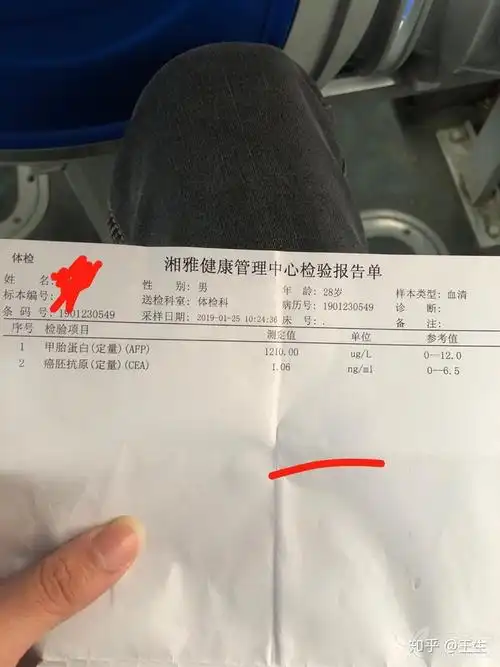 体检
湘雅健康管理中心检验报告单
姓 名: 性 别: 男 年 龄: 28岁 样本类型: 血清
标本编号: 送检科室: 体检科 病历号: 1901230549 诊 断:
条 码 号: 1901230549 采样日期: 2019-01-25 10:24:36 床 号: . 备 注:
序号 检验项目 测定值 单位 参考值
1 甲胎蛋白(定量)(AFP) 1210.00 ug/L 0--12.0
2 癌胚抗原(定量)(CEA) 1.06 ng/ml 0--6.5
知乎 @王生